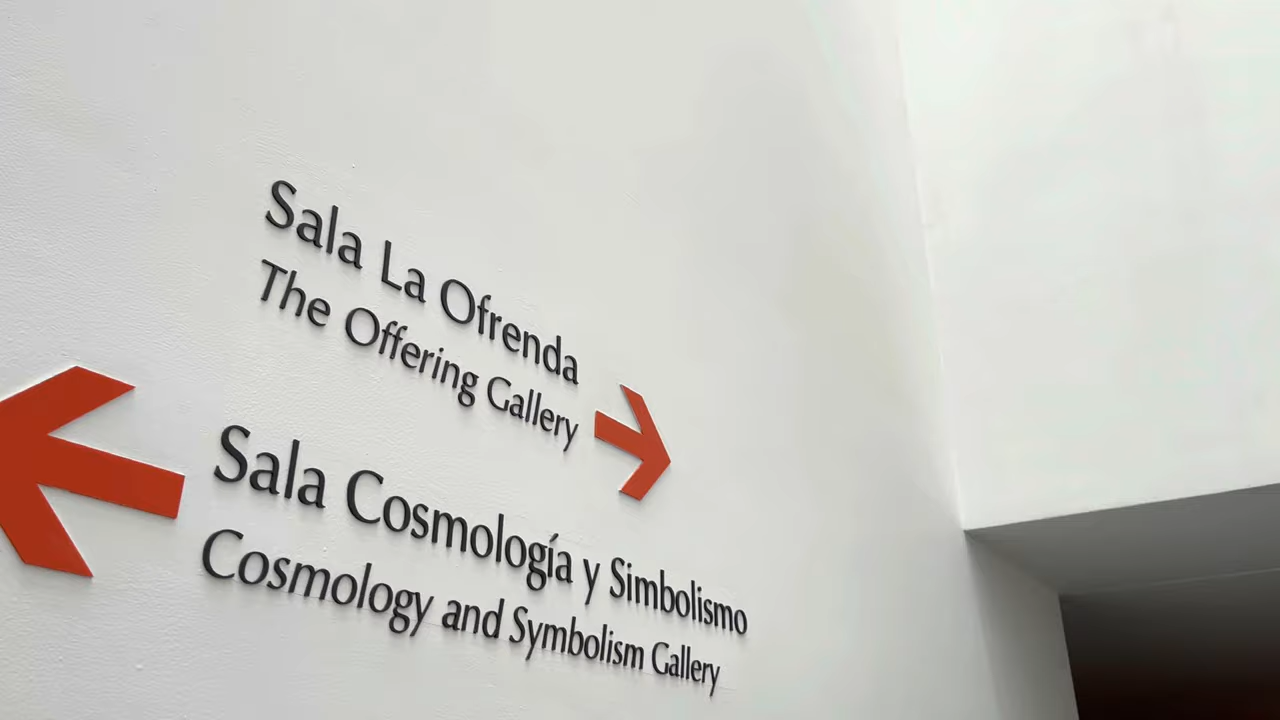 Sala La Ofrenda
The Offering Gallery
Sala Cosmología y Simbolismo
Cosmology and Symbolism Gallery